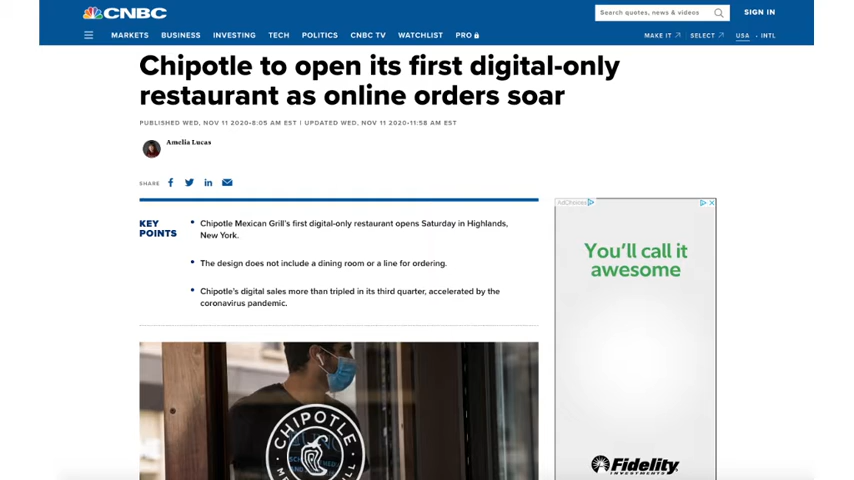 CNBC
Search quotes, news & videos
SIGN IN
MARKETS BUSINESS INVESTING TECH POLITICS CNBC TV WATCHLIST PRO
MAKE IT SELECT USA • INTL
Chipotle to open its first digital-only
restaurant as online orders soar
PUBLISHED WED, NOV 11 2020•8:05 AM EST | UPDATED WED, NOV 11 2020•11:58 AM EST
Amelia Lucas
SHARE
KEY
POINTS
• Chipotle Mexican Grill's first digital-only restaurant opens Saturday in Highlands,
New York.
• The design does not include a dining room or a line for ordering.
• Chipotle's digital sales more than tripled in its third quarter, accelerated by the
coronavirus pandemic.
AdChoices
You'll call it
awesome
Fidelity
INVESTMENTS
CHIPOTLE